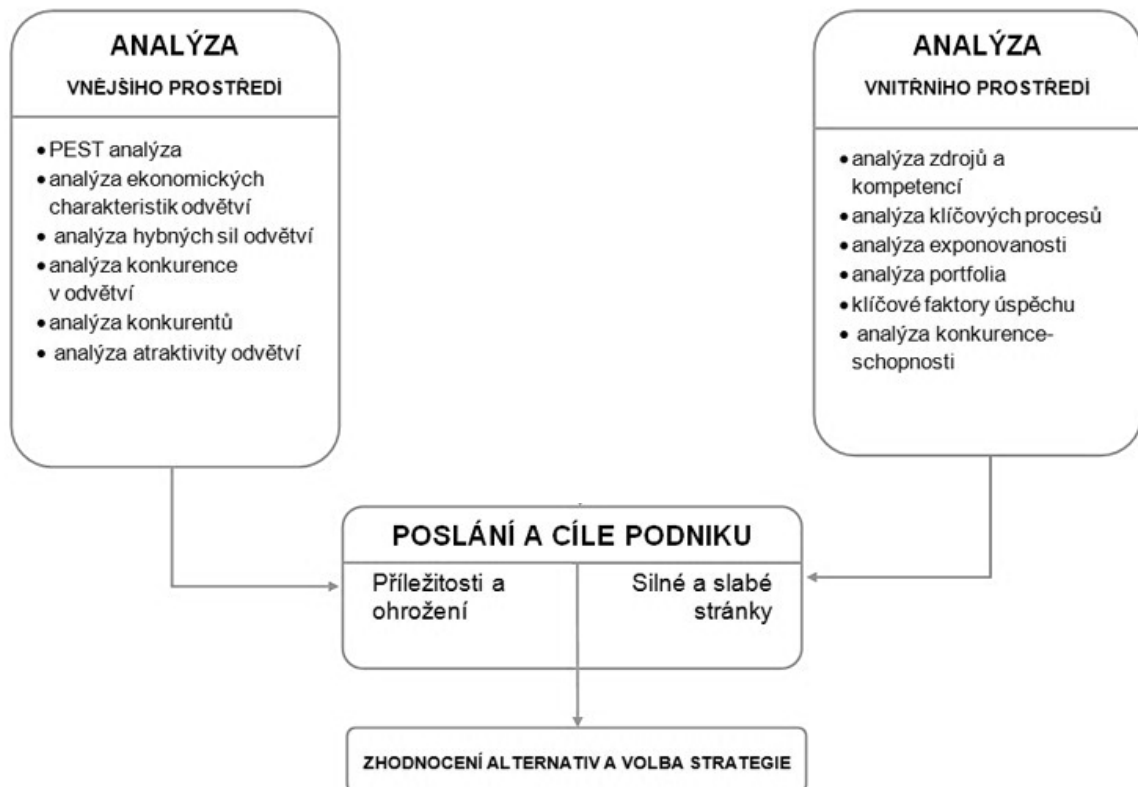 ANALÝZA
VNĚJŠÍHO PROSTŘEDÍ
• PEST analýza
• analýza ekonomických
charakteristik odvětví
• analýza hybných sil odvětví
• analýza konkurence
v odvětví
• analýza konkurentů
• analýza atraktivity odvětví
ANALÝZA
VNITŘNÍHO PROSTŘEDÍ
• analýza zdrojů a
kompetencí
• analýza klíčových procesů
• analýza exponovanosti
• analýza portfolia
• klíčové faktory úspěchu
• analýza konkurence-
schopnosti
POSLÁNÍ A CÍLE PODNIKU
Příležitosti a
ohrožení
Silné a slabé
stránky
ZHODNOCENÍ ALTERNATIV A VOLBA STRATEGIE